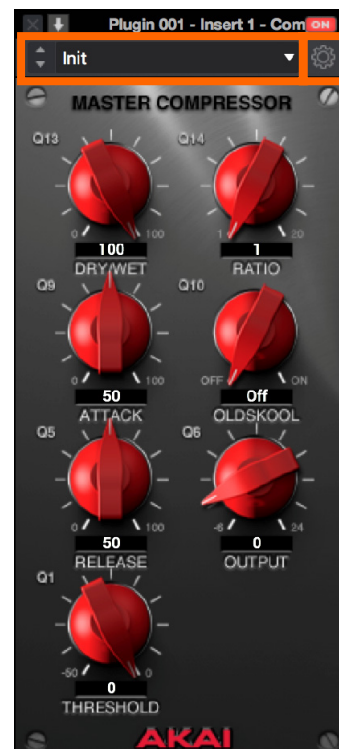 Plugin 001 - Insert 1 - Com ON
Init
MASTER COMPRESSOR
Q13 Q14
0 100 1 20
100 1
DRY/WET RATIO
Q9 Q10
0 100 OFF ON
50 Off
ATTACK OLDSKOOL
Q5 Q6
0 100 -6 24
50 0
RELEASE OUTPUT
Q1
-50 0
0
THRESHOLD
AKAI